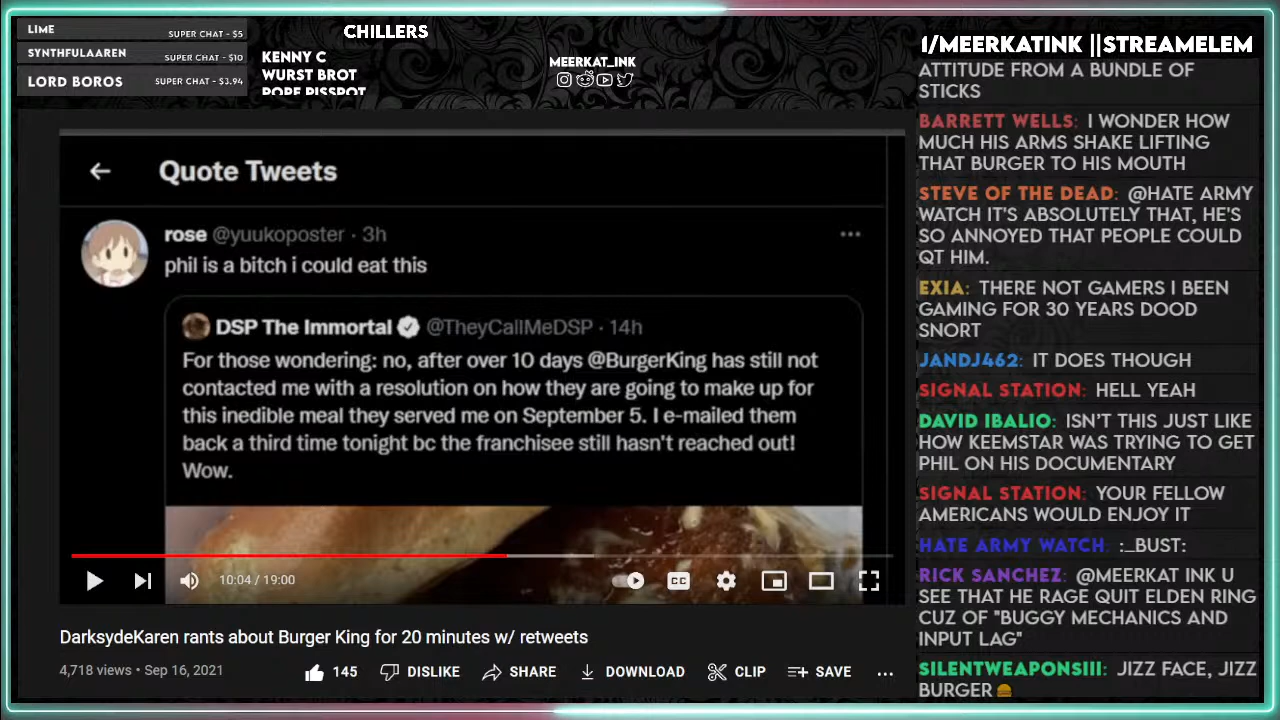 LIME
SUPER CHAT - $5
SYNTHFULAAREN
SUPER CHAT - $10
LORD BOROS
SUPER CHAT - $3.94
CHILLERS
KENNY C
WURST BROT
POPE PISSPOT
MEERKAT_INK
1/MEERKATINK ||STREAMELEM
ATTITUDE FROM A BUNDLE OF
STICKS
BARRETT WELLS: I WONDER HOW
MUCH HIS ARMS SHAKE LIFTING
THAT BURGER TO HIS MOUTH
STEVE OF THE DEAD: @HATE ARMY
WATCH IT'S ABSOLUTELY THAT, HE'S
SO ANNOYED THAT PEOPLE COULD
QT HIM.
EXIA: THERE NOT GAMERS I BEEN
GAMING FOR 30 YEARS DOOD
SNORT
JANDJ462: IT DOES THOUGH
SIGNAL STATION: HELL YEAH
DAVID IBALIO: ISN'T THIS JUST LIKE
HOW KEEMSTAR WAS TRYING TO GET
PHIL ON HIS DOCUMENTARY
SIGNAL STATION: YOUR FELLOW
AMERICANS WOULD ENJOY IT
HATE ARMY WATCH: :_BUST:
RICK SANCHEZ: @MEERKAT INK U
SEE THAT HE RAGE QUIT ELDEN RING
CUZ OF "BUGGY MECHANICS AND
INPUT LAG"
SILENTWEAPONSIII: JIZZ FACE, JIZZ
BURGER
Quote Tweets
rose @yuukoposter · 3h
phil is a bitch i could eat this
DSP The Immortal @TheyCallMeDSP · 14h
For those wondering: no, after over 10 days @BurgerKing has still not
contacted me with a resolution on how they are going to make up for
this inedible meal they served me on September 5. I e-mailed them
back a third time tonight bc the franchisee still hasn't reached out!
Wow.
10:04 / 19:00
CC
DarksydeKaren rants about Burger King for 20 minutes w/ retweets
4,718 views • Sep 16, 2021
145
DISLIKE
SHARE
DOWNLOAD
CLIP
SAVE